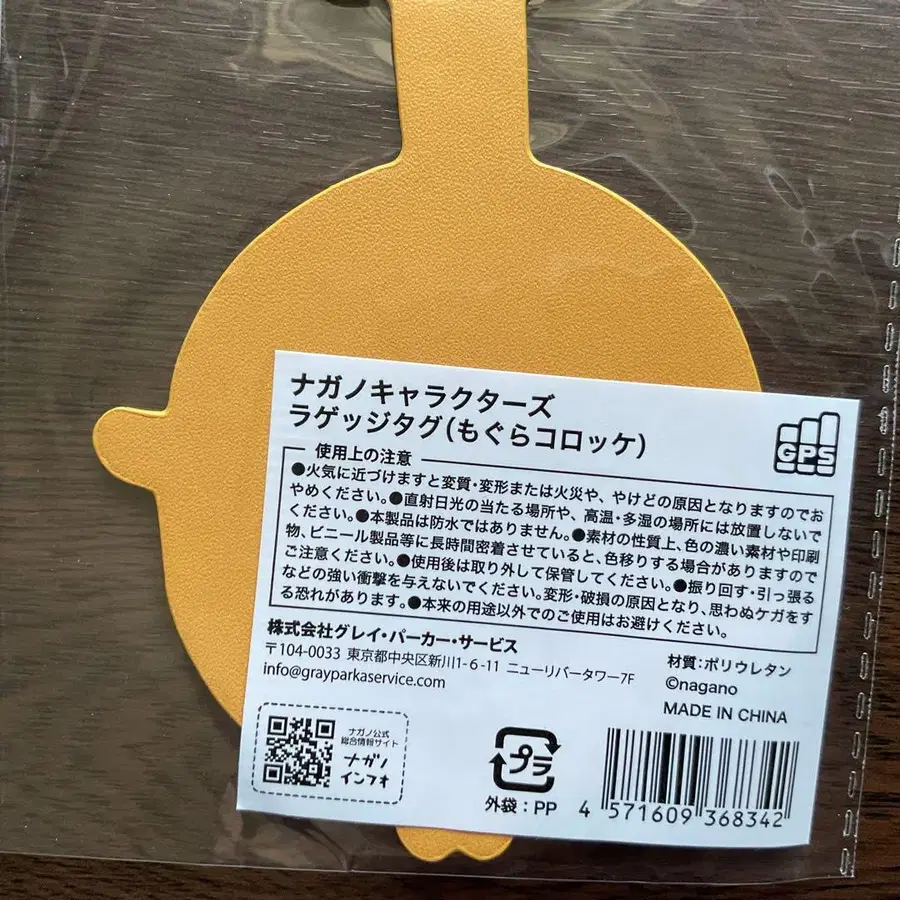 ナガノキャラクターズ
ラゲッジタグ(もぐらコロッケ)
GPS
使用上の注意
●火気に近づけますと変質・変形または火災や、やけどの原因となりますのでお
やめください。●直射日光の当たる場所や、高温・多湿の場所には放置しないで
ください。●本製品は防水ではありません。●素材の性質上、色の濃い素材や印刷
物、ビニール製品等に長時間密着させていると、色移りする場合がありますので
ご注意ください。●使用後は取り外して保管してください。●振り回す・引っ張る
などの強い衝撃を与えないでください。変形・破損の原因となり、思わぬケガをす
る恐れがあります。●本来の用途以外でのご使用はお避けください。
株式会社グレイ・パーカー・サービス
〒104-0033 東京都中央区新川1-6-11 ニューリバータワー7F
info@grayparkaservice.com
材質：ポリウレタン
©nagano
MADE IN CHINA
ナガノ公式
総合情報サイト
ナガノ
インフォ
プラ
外袋：PP
4 571609 368342